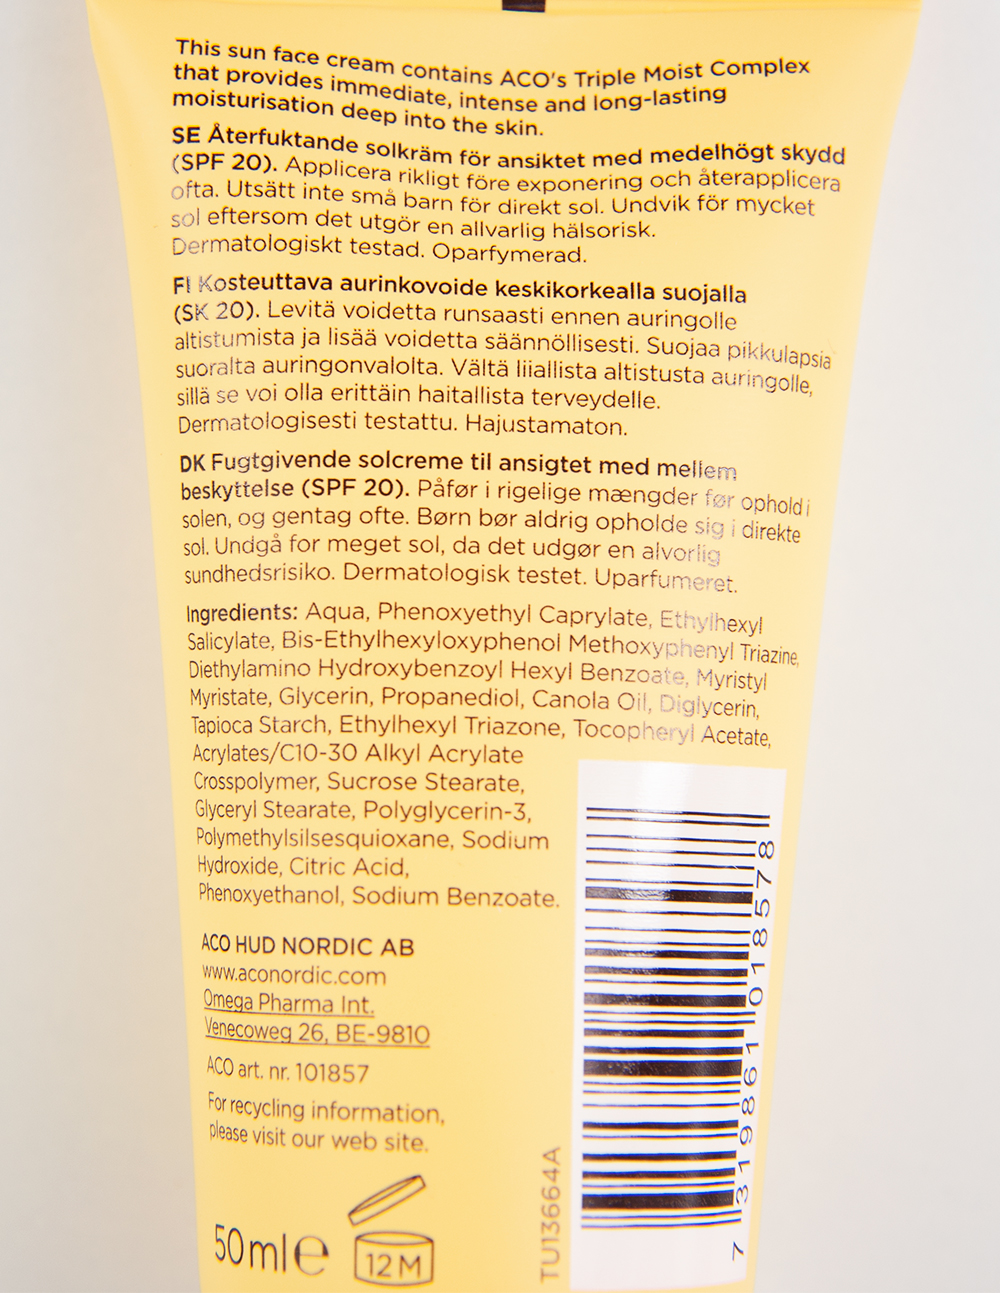 This sun face cream contains ACO's Triple Moist Complex
that provides immediate, intense and long-lasting
moisturisation deep into the skin.
SE Återfuktande solkräm för ansiktet med medelhögt skydd
(SPF 20). Applicera rikligt före exponering och återapplicera
ofta. Utsätt inte små barn för direkt sol. Undvik för mycket
sol eftersom det utgör en allvarlig hälsorisk.
Dermatologiskt testad. Oparfymerad.
FI Kosteuttava aurinkovoide keskikorkealla suojalla
(SK 20). Levitä voidetta runsaasti ennen auringolle
altistumista ja lisää voidetta säännöllisesti. Suojaa pikkulapsia
suoralta auringonvalolta. Vältä liiallista altistusta auringolle,
sillä se voi olla erittäin haitallista terveydelle.
Dermatologisesti testattu. Hajustamaton.
DK Fugtgivende solcreme til ansigtet med mellem
beskyttelse (SPF 20). Påfør i rigelige mængder før ophold i
solen, og gentag ofte. Børn bør aldrig opholde sig i direkte
sol. Undgå for meget sol, da det udgør en alvorlig
sundhedsrisiko. Dermatologisk testet. Uparfumeret.
Ingredients: Aqua, Phenoxyethyl Caprylate, Ethylhexyl
Salicylate, Bis-Ethylhexyloxyphenol Methoxyphenyl Triazine,
Diethylamino Hydroxybenzoyl Hexyl Benzoate, Myristyl
Myristate, Glycerin, Propanediol, Canola Oil, Diglycerin,
Tapioca Starch, Ethylhexyl Triazone, Tocopheryl Acetate,
Acrylates/C10-30 Alkyl Acrylate
Crosspolymer, Sucrose Stearate,
Glyceryl Stearate, Polyglycerin-3,
Polymethylsilsesquioxane, Sodium
Hydroxide, Citric Acid,
Phenoxyethanol, Sodium Benzoate.
ACO HUD NORDIC AB
www.aconordic.com
Omega Pharma Int.
Venecoweg 26, BE-9810
ACO art. nr. 101857
For recycling information,
please visit our web site.
50ml e
12 M
TU13664A
7 319861 018578